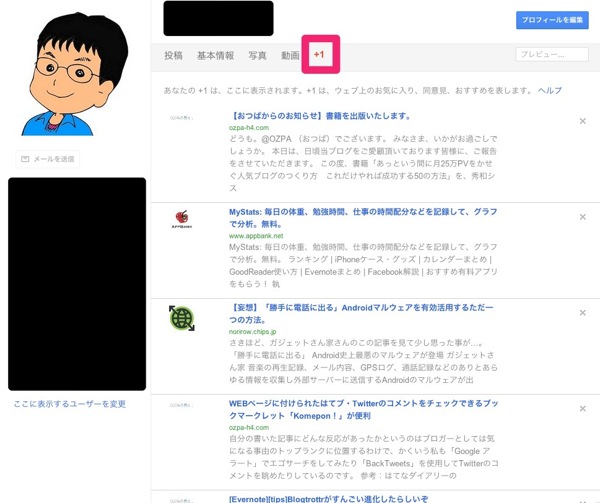 プロフィールを編集
投稿 基本情報 写真 動画 +1
プレビュー...
あなたの +1 は、ここに表示されます。+1 は、ウェブ上のお気に入り、同意見、おすすめを表します。 ヘルプ
メールを送信
ここに表示するユーザーを変更
【おつぱからのお知らせ】書籍を出版いたします。
ozpa-h4.com
どうも。@OZPA （おつぱ）でございます。 みなさま、いかがお過ごしで
しょうか。 本日は、日頃当ブログをご愛顧頂いております皆様に、ご報告
をさせていただきます。 この度、書籍「あっという間に月25万PVをかせ
ぐ人気ブログのつくり方　これだけやれば成功する50の方法」を、秀和シ
ス
APPBANK
MyStats: 毎日の体重、勉強時間、仕事の時間配分などを記録して、グラフ
で分析。無料。
www.appbank.net
MyStats: 毎日の体重、勉強時間、仕事の時間配分などを記録して、グラフ
で分析。無料。 ランキング | iPhoneケース・グッズ | カレンダーまとめ |
GoodReader使い方 | Evernoteまとめ | Facebook解説 | おすすめ有料アプリ
をもらう！ 執
【妄想】「勝手に電話に出る」Androidマルウェアを有効活用するただ一
つの方法。
norirow.chips.jp
さきほど、ガジェットさん家さんのこの記事を見て少し思った事が…。
「勝手に電話に出る」 Android史上最悪のマルウェアが登場 ガジェットさ
ん家 音楽の再生記録、メール内容、GPSログ、通話記録などのありとあら
ゆる情報を収集し外部サーバーに送信するAndroidのマルウェアが出
WEBページに付けられたはてブ・Twitterのコメントをチェックできるブッ
クマークレット「Komepon！」が便利
ozpa-h4.com
自分の書いた記事にどんな反応があったかというのはブロガーとしては気
になる事由のトップランクに位置するわけで、かくいう私も「Google ア
ラート」でエゴサーチをしてみたり「BackTweets」を使用してTwitterのコ
メントを眺めたりしているのです。 参考：はてなダイアリーの
[Evernote][tips]Blogtrottrがすんごい進化したらしいぞ